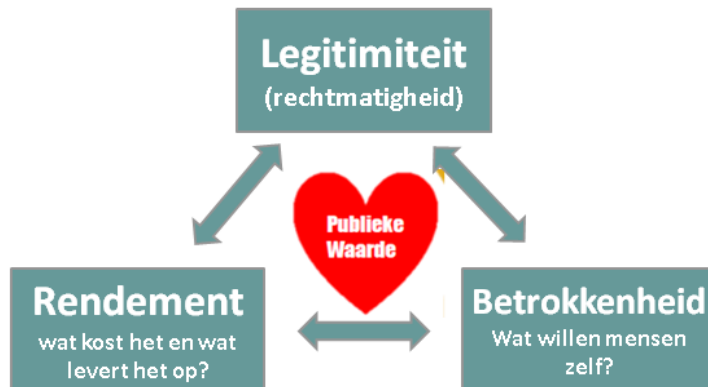 Legitimiteit
(rechtmatigheid)
Publieke
Waarde
Rendement
wat kost het en wat
levert het op?
Betrokkenheid
Wat willen mensen
zelf?